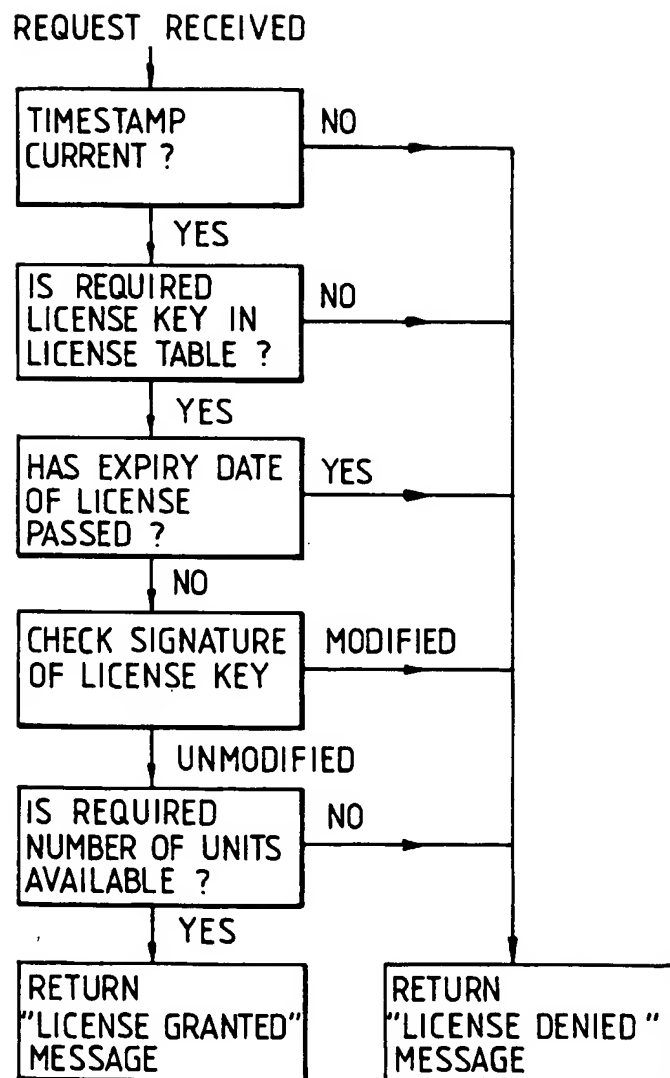 REQUEST RECEIVED
TIMESTAMP
CURRENT ?
NO
YES
IS REQUIRED
LICENSE KEY IN
LICENSE TABLE ?
NO
YES
HAS EXPIRY DATE
OF LICENSE
PASSED ?
YES
NO
CHECK SIGNATURE
OF LICENSE KEY
MODIFIED
UNMODIFIED
IS REQUIRED
NUMBER OF UNITS
AVAILABLE ?
NO
YES
RETURN
"LICENSE GRANTED"
MESSAGE
RETURN
"LICENSE DENIED"
MESSAGE